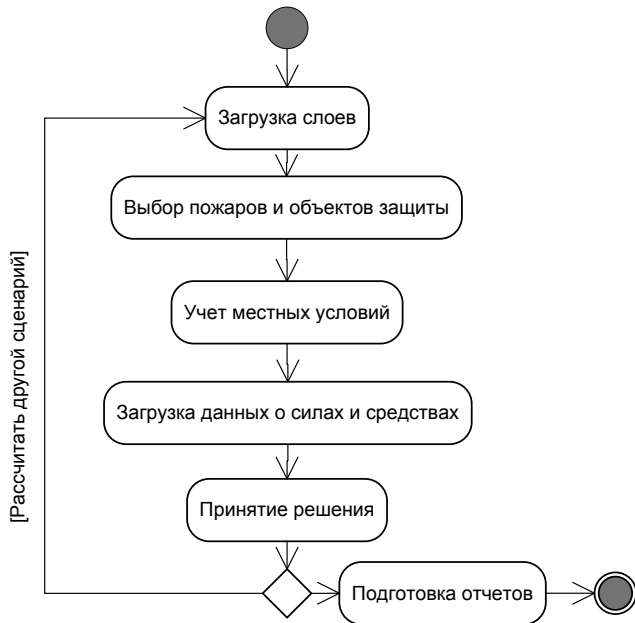 Загрузка слоев
Выбор пожаров и объектов защиты
[Рассчитать другой сценарий]
Учет местных условий
Загрузка данных о силах и средствах
Принятие решения
Подготовка отчетов